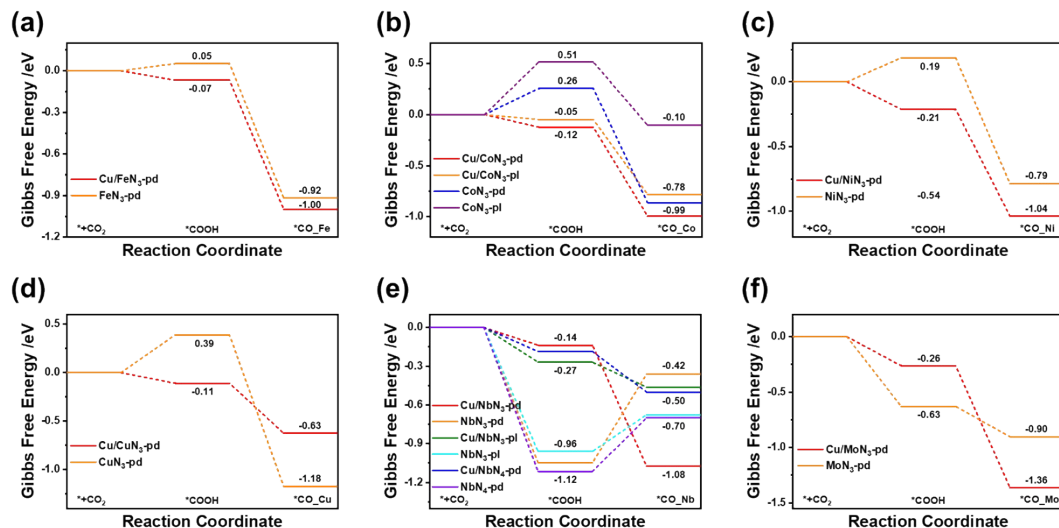 (a)
Gibbs Free Energy /eV
0.0
-0.3
-0.6
-0.9
-1.2
0.05
-0.07
-0.92
-1.00
Cu/FeN₃-pd
FeN₃-pd
*+CO₂
*COOH
*CO_Fe
Reaction Coordinate
(b)
Gibbs Free Energy /eV
0.5
0.0
-0.5
-1.0
0.51
0.26
-0.05
-0.12
-0.10
-0.78
-0.99
Cu/CoN₃-pd
Cu/CoN₃-pl
CoN₃-pd
CoN₃-pl
*+CO₂
*COOH
*CO_Co
Reaction Coordinate
(c)
Gibbs Free Energy /eV
0.0
-0.5
-1.0
0.19
-0.21
-0.54
-0.79
-1.04
Cu/NiN₃-pd
NiN₃-pd
*+CO₂
*COOH
*CO_Ni
Reaction Coordinate
(d)
Gibbs Free Energy /eV
0.5
0.0
-0.5
-1.0
0.39
-0.11
-0.63
-1.18
Cu/CuN₃-pd
CuN₃-pd
*+CO₂
*COOH
*CO_Cu
Reaction Coordinate
(e)
Gibbs Free Energy /eV
0.0
-0.3
-0.6
-0.9
-1.2
-0.14
-0.27
-0.96
-1.12
-0.42
-0.50
-0.70
-1.08
Cu/NbN₃-pd
NbN₃-pd
Cu/NbN₃-pl
NbN₃-pl
Cu/NbN₄-pd
NbN₄-pd
*+CO₂
*COOH
*CO_Nb
Reaction Coordinate
(f)
Gibbs Free Energy /eV
0.0
-0.5
-1.0
-1.5
-0.26
-0.63
-0.90
-1.36
Cu/MoN₃-pd
MoN₃-pd
*+CO₂
*COOH
*CO_Mo
Reaction Coordinate